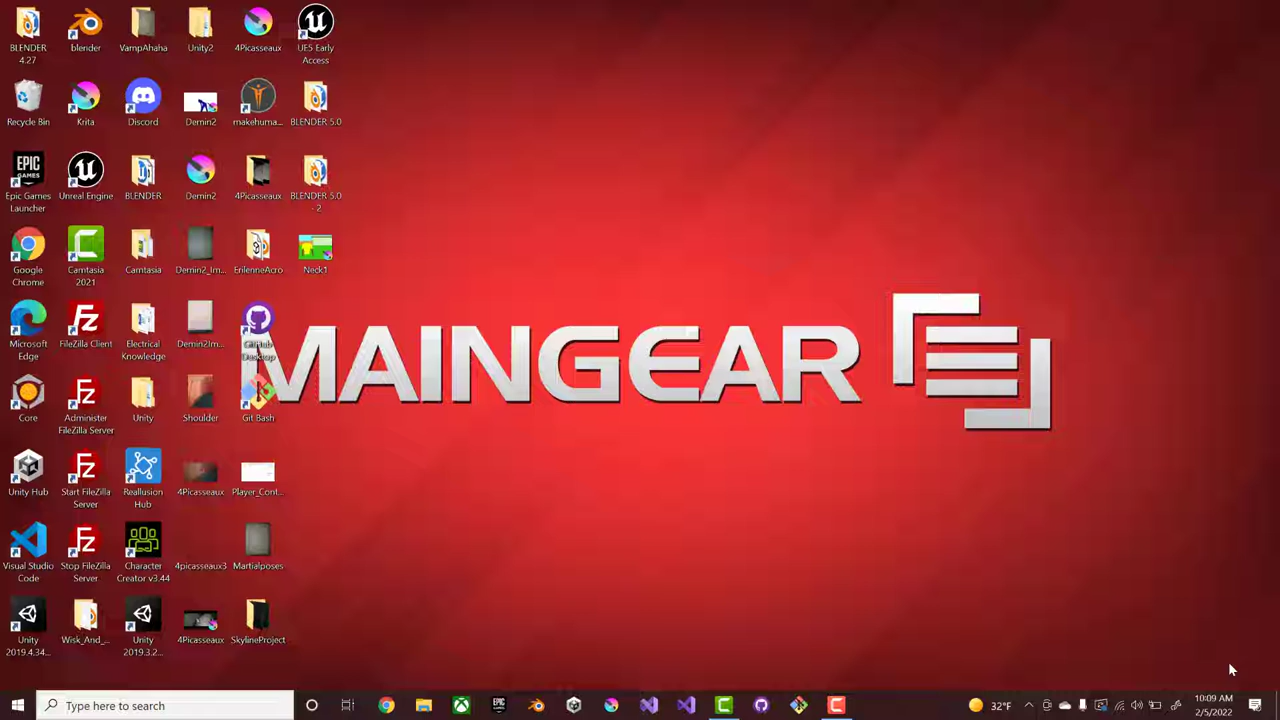 BLENDER 4.27
blender
VampAhaha
Unity2
4Picasseaux
UE5 Early Access
Recycle Bin
Krita
Discord
Demin2
makehuma...
BLENDER 5.0
EPIC GAMES
Epic Games Launcher
Unreal Engine
BLENDER
Demin2
4Picasseaux
BLENDER 5.0 - 2
Google Chrome
Camtasia 2021
Camtasia
Demin2_Im...
ErilenneAcro
Neck1
Microsoft Edge
FileZilla Client
Electrical Knowledge
Demin2Im...
GitHub Desktop
MAINGEAR
Core
Administer FileZilla Server
Unity
Shoulder
Git Bash
Unity Hub
Start FileZilla Server
Reallusion Hub
4Picasseaux
Player_Cont...
Visual Studio Code
Stop FileZilla Server
Character Creator v3.44
4picasseaux3
Martialposes
Unity 2019.4.34...
Wisk_And_...
Unity 2019.3.2...
4Picasseaux
SkylineProject
Type here to search
32°F
10:09 AM
2/5/2022